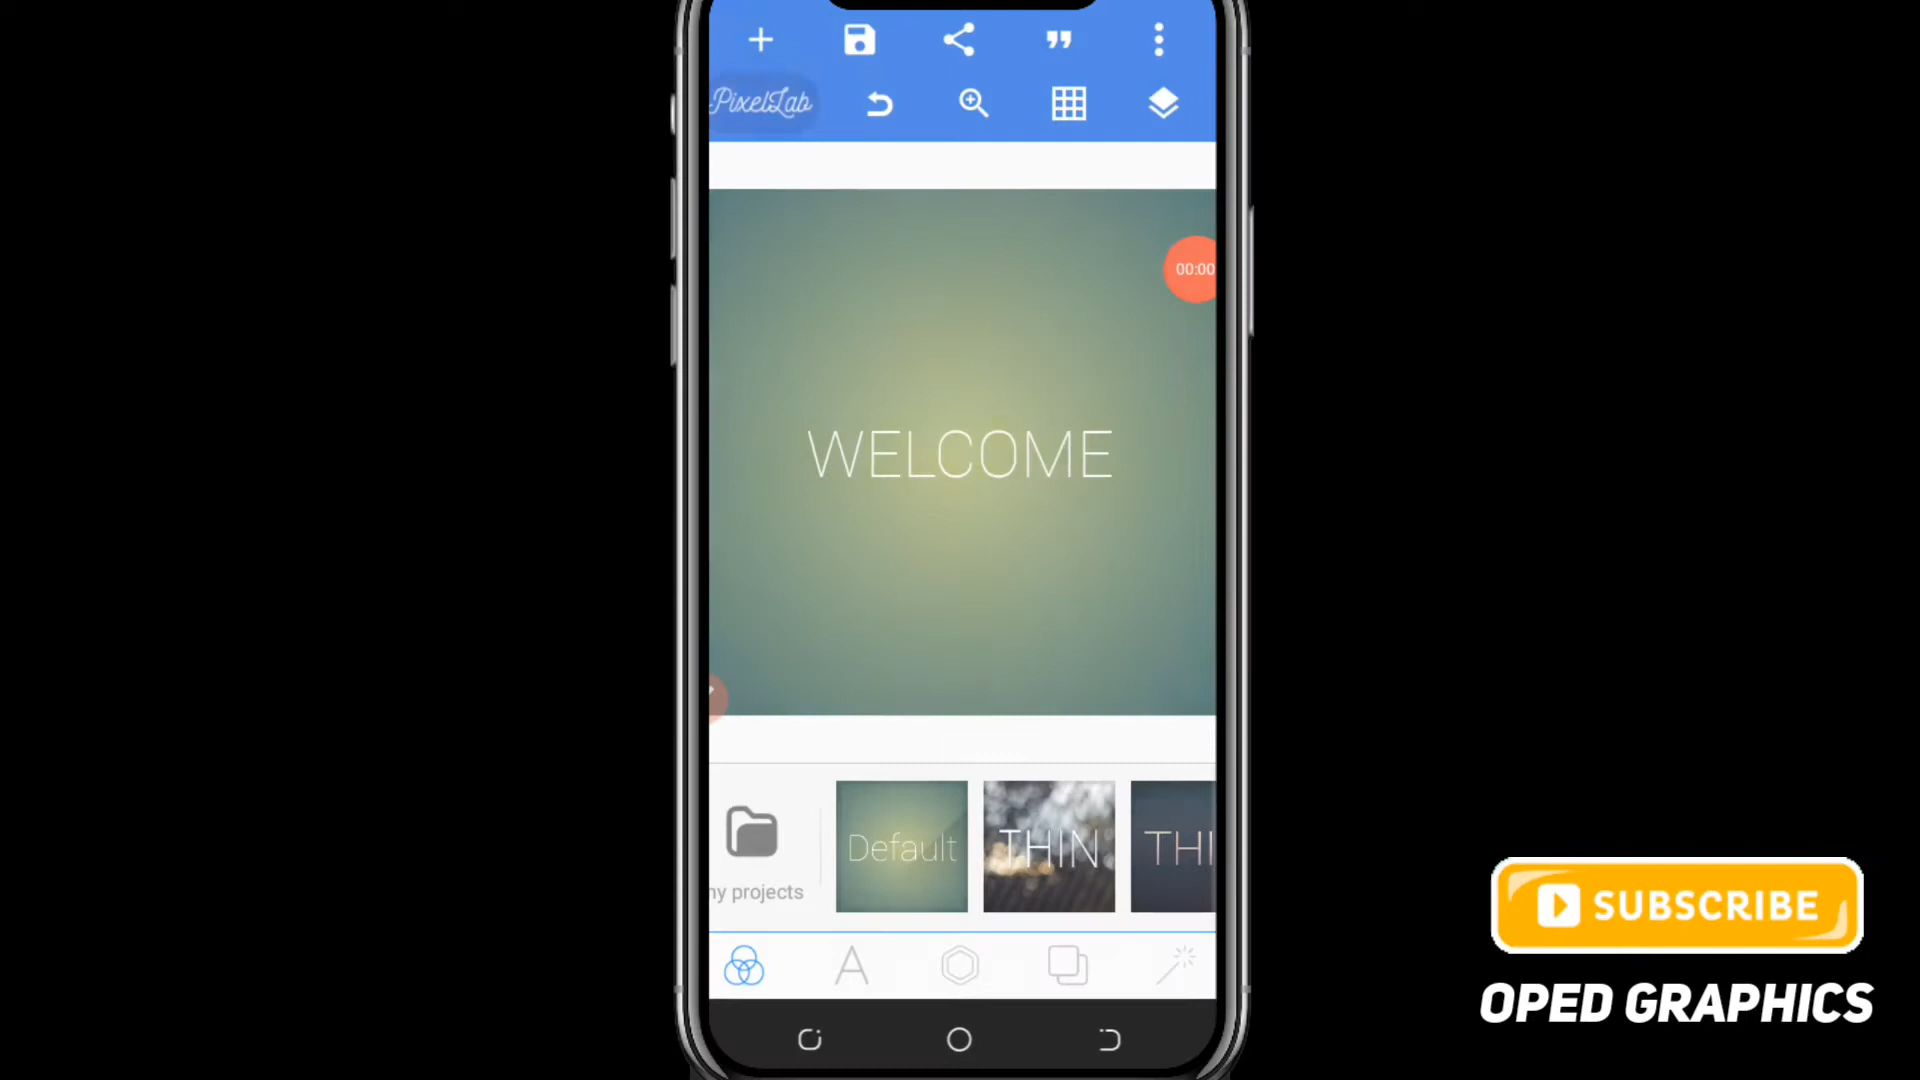 PixelLab
00:00
WELCOME
Default
THIN
THI
ny projects
SUBSCRIBE
OPED GRAPHICS